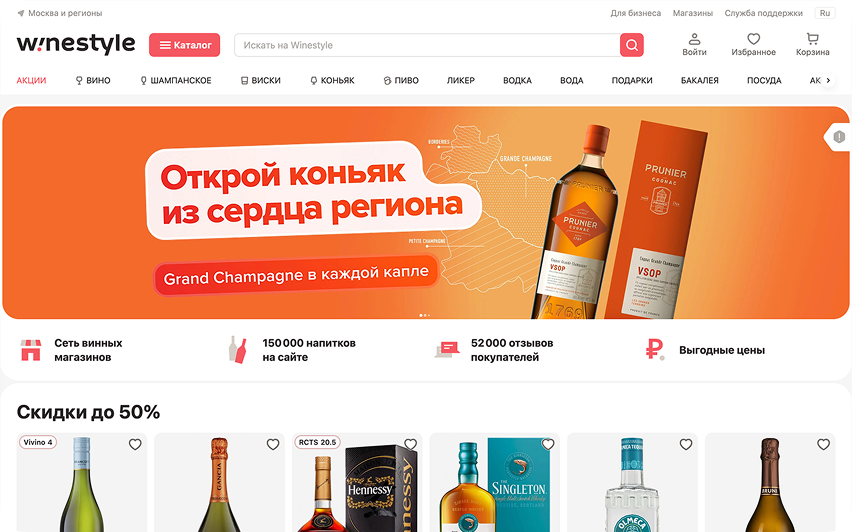 Москва и регионы
Для бизнеса
Магазины
Служба поддержки
Ru
winestyle
Каталог
Искать на Winestyle
Войти
Избранное
Корзина
АКЦИИ
ВИНО
ШАМПАНСКОЕ
ВИСКИ
КОНЬЯК
ПИВО
ЛИКЕР
ВОДКА
ВОДА
ПОДАРКИ
БАКАЛЕЯ
ПОСУДА
АК
Открой коньяк
из сердца региона
Grand Champagne в каждой капле
BORDERIES
GRANDE CHAMPAGNE
PETITE CHAMPAGNE
PRUNIER
COGNAC
VSOP
1769
PRUNIER
COGNAC
VSOP
Сеть винных
магазинов
150 000 напитков
на сайте
52 000 отзывов
покупателей
Выгодные цены
Скидки до 50%
Vivino 4
RCTS 20.5
GANCIA
Hennessy
Hennessy
THE
SINGLETON
OLMECA TEQUILA
OLMECA
BRUNI